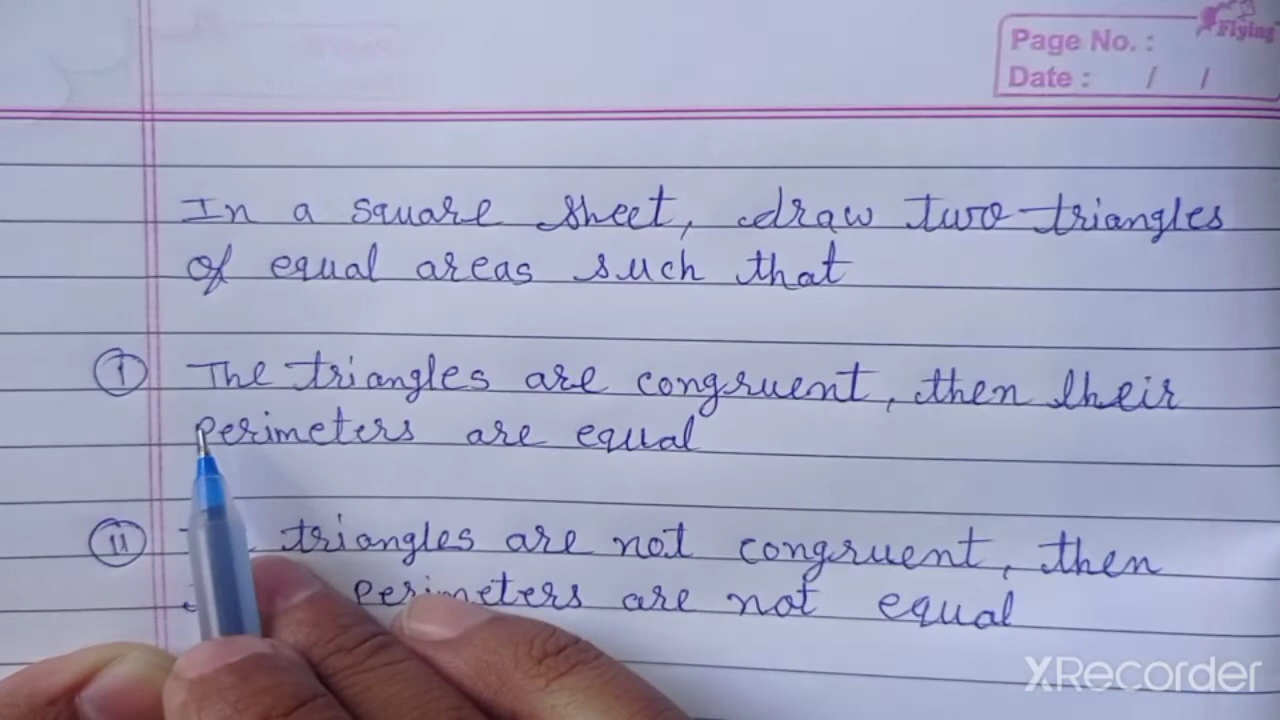 Flying
Page No. :
Date : / /
In a square sheet, draw two triangles
of equal areas such that
I The triangles are congruent, then their
perimeters are equal
II triangles are not congruent, then
perimeters are not equal
XRecorder